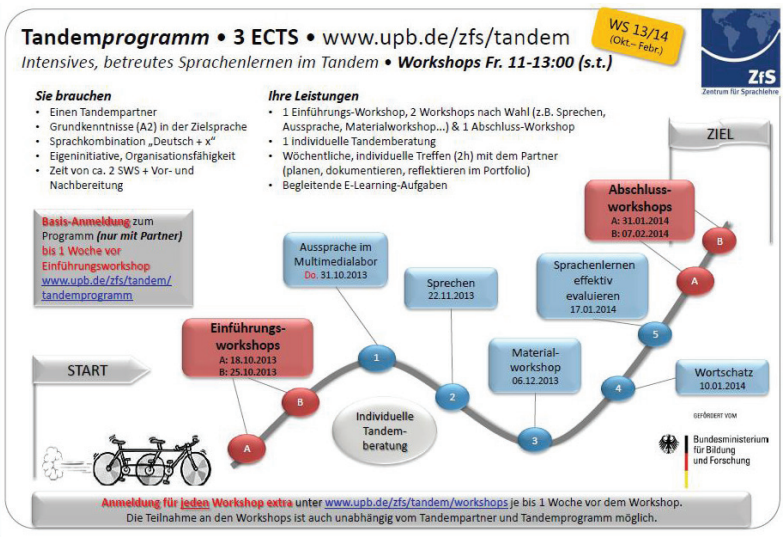 Tandemprogramm • 3 ECTS • www.upb.de/zfs/tandem
Intensives, betreutes Sprachenlernen im Tandem • Workshops Fr. 11-13:00 (s.t.)
WS 13/14
(Okt.– Febr.)
ZfS
Zentrum für Sprachlehre
Sie brauchen
• Einen Tandempartner
• Grundkenntnisse (A2) in der Zielsprache
• Sprachkombination „Deutsch + x“
• Eigeninitiative, Organisationsfähigkeit
• Zeit von ca. 2 SWS + Vor- und
Nachbereitung
Ihre Leistungen
• 1 Einführungs-Workshop, 2 Workshops nach Wahl (z.B. Sprechen,
Aussprache, Materialworkshop...) & 1 Abschluss-Workshop
• 1 individuelle Tandemberatung
• Wöchentliche, individuelle Treffen (2h) mit dem Partner
(planen, dokumentieren, reflektieren im Portfolio)
• Begleitende E-Learning-Aufgaben
ZIEL
Basis-Anmeldung zum
Programm (nur mit Partner)
bis 1 Woche vor
Einführungsworkshop
www.upb.de/zfs/tandem/
tandemprogramm
Abschluss-
workshops
A: 31.01.2014
B: 07.02.2014
B
A
Aussprache im
Multimedialabor
Do. 31.10.2013
Sprechen
22.11.2013
Sprachenlernen
effektiv
evaluieren
17.01.2014
5
Einführungs-
workshops
A: 18.10.2013
B: 25.10.2013
1
Material-
workshop
06.12.2013
Wortschatz
10.01.2014
START
4
B
2
Individuelle
Tandem-
beratung
3
A
GEFÖRDERT VOM
Bundesministerium
für Bildung
und Forschung
Anmeldung für jeden Workshop extra unter www.upb.de/zfs/tandem/workshops je bis 1 Woche vor dem Workshop.
Die Teilnahme an den Workshops ist auch unabhängig vom Tandempartner und Tandemprogramm möglich.